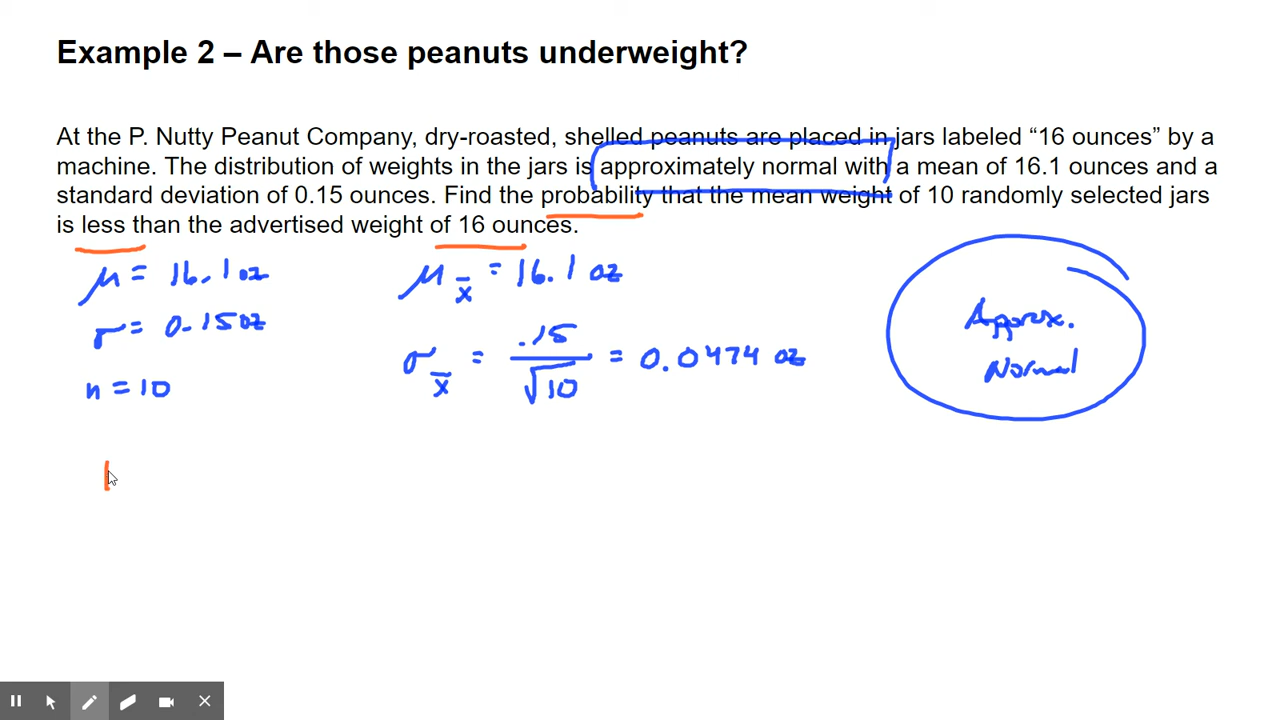 Example 2 – Are those peanuts underweight?
At the P. Nutty Peanut Company, dry-roasted, shelled peanuts are placed in jars labeled “16 ounces” by a
machine. The distribution of weights in the jars is approximately normal with a mean of 16.1 ounces and a
standard deviation of 0.15 ounces. Find the probability that the mean weight of 10 randomly selected jars
is less than the advertised weight of 16 ounces.
μ = 16.1 oz
σ = 0.15 oz
n = 10
μ_x̄ = 16.1 oz
σ_x̄ = .15/√10 = 0.0474 oz
Approx.
Normal